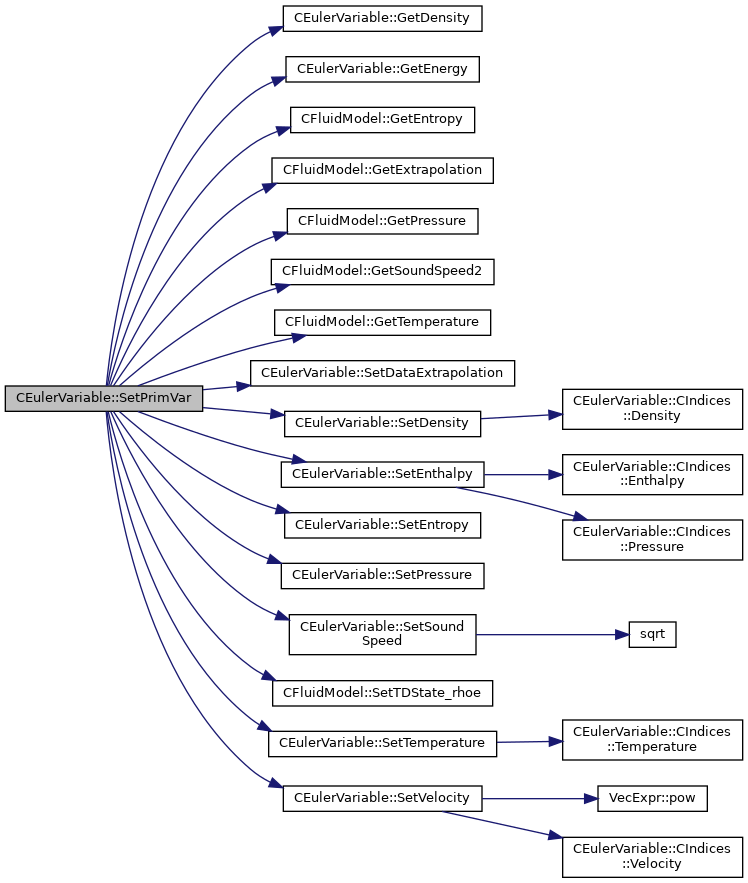 CEulerVariable::GetDensity
CEulerVariable::GetEnergy
CFluidModel::GetEntropy
CFluidModel::GetExtrapolation
CFluidModel::GetPressure
CFluidModel::GetSoundSpeed2
CFluidModel::GetTemperature
CEulerVariable::SetDataExtrapolation
CEulerVariable::SetPrimVar
CEulerVariable::SetDensity
CEulerVariable::CIndices
::Density
CEulerVariable::SetEnthalpy
CEulerVariable::CIndices
::Enthalpy
CEulerVariable::SetEntropy
CEulerVariable::CIndices
::Pressure
CEulerVariable::SetPressure
CEulerVariable::SetSound
Speed
sqrt
CFluidModel::SetTDState_rhoe
CEulerVariable::SetTemperature
CEulerVariable::CIndices
::Temperature
CEulerVariable::SetVelocity
VecExpr::pow
CEulerVariable::CIndices
::Velocity